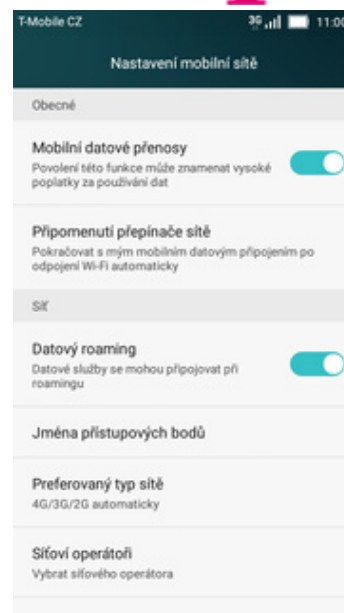 T-Mobile CZ 3G 11:00
Nastavení mobilní sítě
Obecné
Mobilní datové přenosy
Povolení této funkce může znamenat vysoké
poplatky za používání dat
Připomenutí přepínače sítě
Pokračovat s mým mobilním datovým připojením po
odpojení Wi-Fi automaticky
Síť
Datový roaming
Datové služby se mohou připojovat při
roamingu
Jména přístupových bodů
Preferovaný typ sítě
4G/3G/2G automaticky
Síťoví operátoři
Vybrat síťového operátora